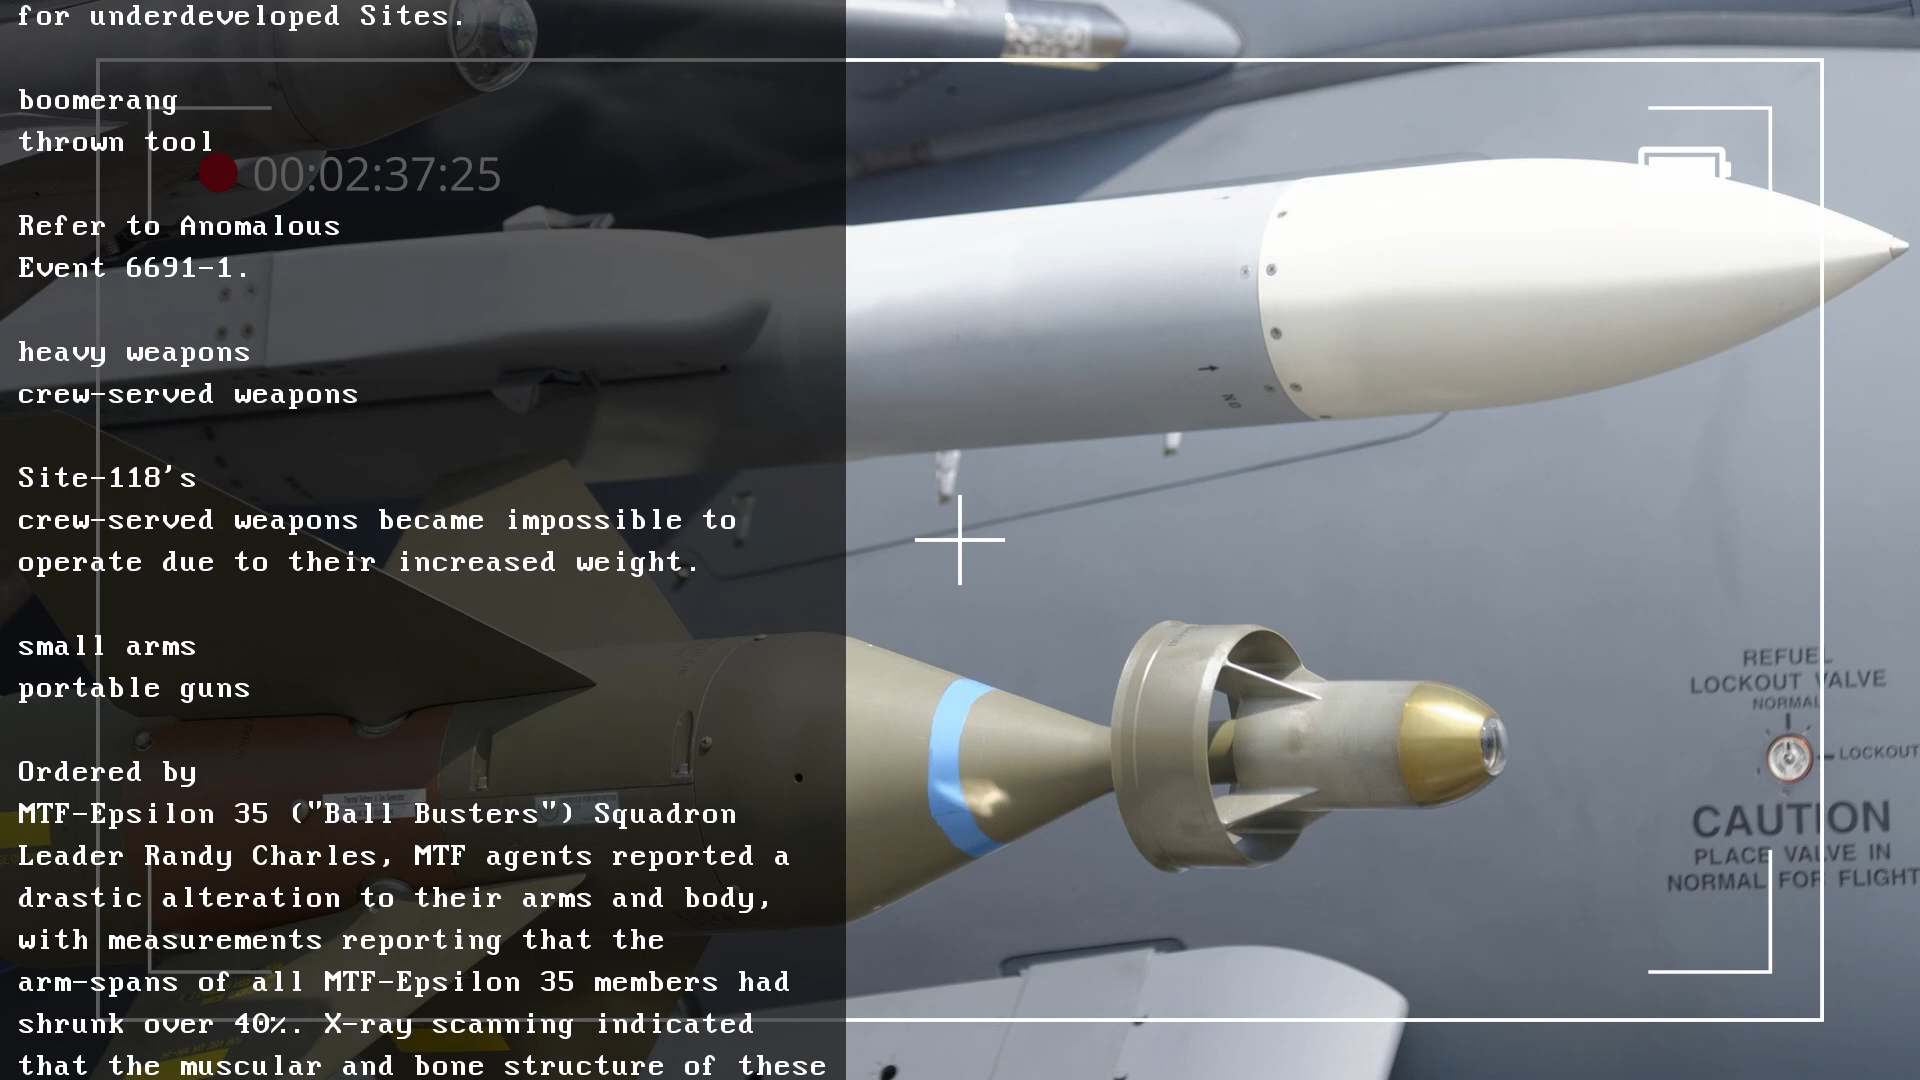 for underdeveloped Sites.
boomerang
thrown tool
00:02:37:25
Refer to Anomalous
Event 6691-1.
heavy weapons
crew-served weapons
Site-118's
crew-served weapons became impossible to
operate due to their increased weight.
small arms
portable guns
Ordered by
MTF-Epsilon 35 ("Ball Busters") Squadron
Leader Randy Charles, MTF agents reported a
drastic alteration to their arms and body,
with measurements reporting that the
arm-spans of all MTF-Epsilon 35 members had
shrunk over 40%. X-ray scanning indicated
that the muscular and bone structure of these
NO
REFUEL
LOCKOUT VALVE
NORMAL
LOCKOUT
CAUTION
PLACE VALVE IN
NORMAL FOR FLIGHT